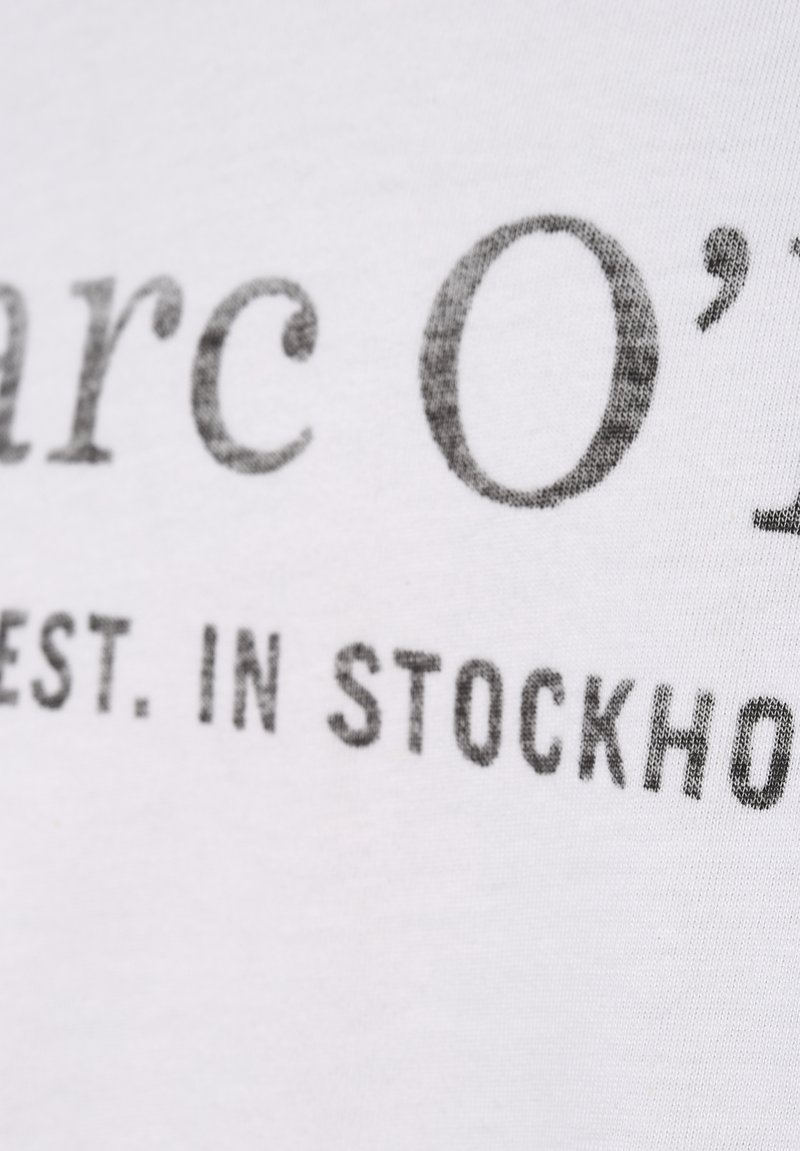 arc O’
EST. IN STOCKHO